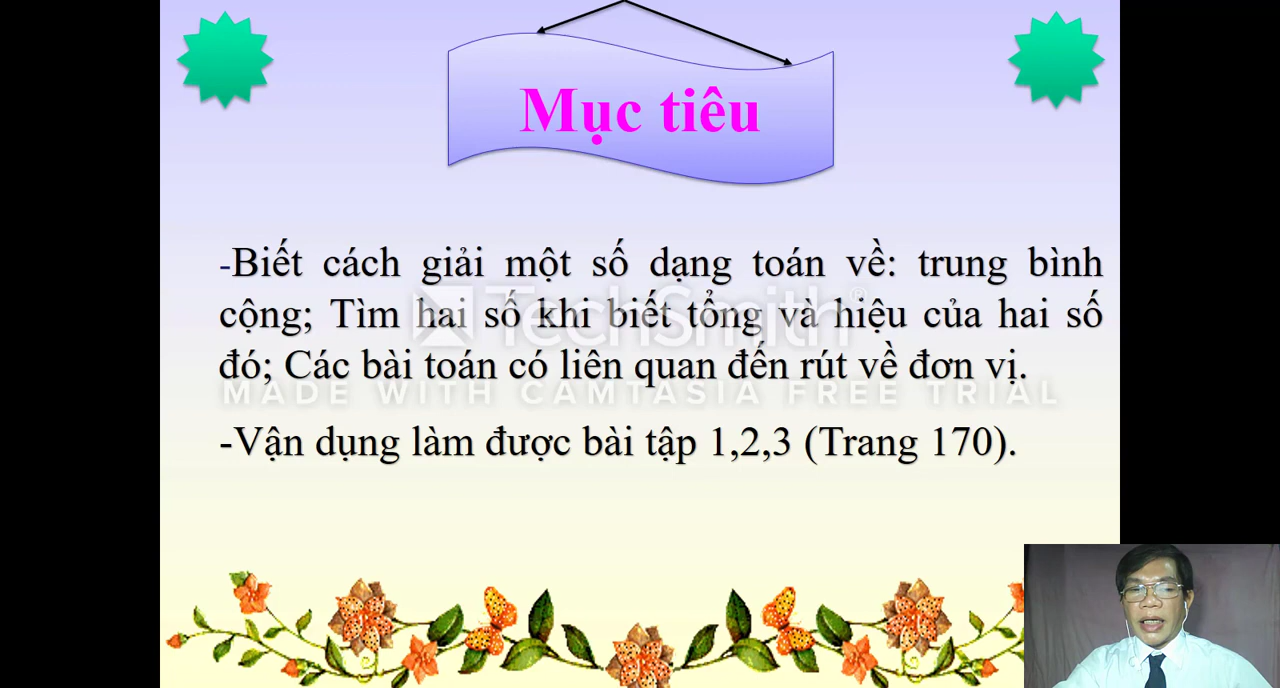 Mục tiêu
-Biết cách giải một số dạng toán về: trung bình
cộng; Tìm hai số khi biết tổng và hiệu của hai số
đó; Các bài toán có liên quan đến rút về đơn vị.
-Vận dụng làm được bài tập 1,2,3 (Trang 170).
TechSmith®
MADE WITH CAMTASIA FREE TRIAL